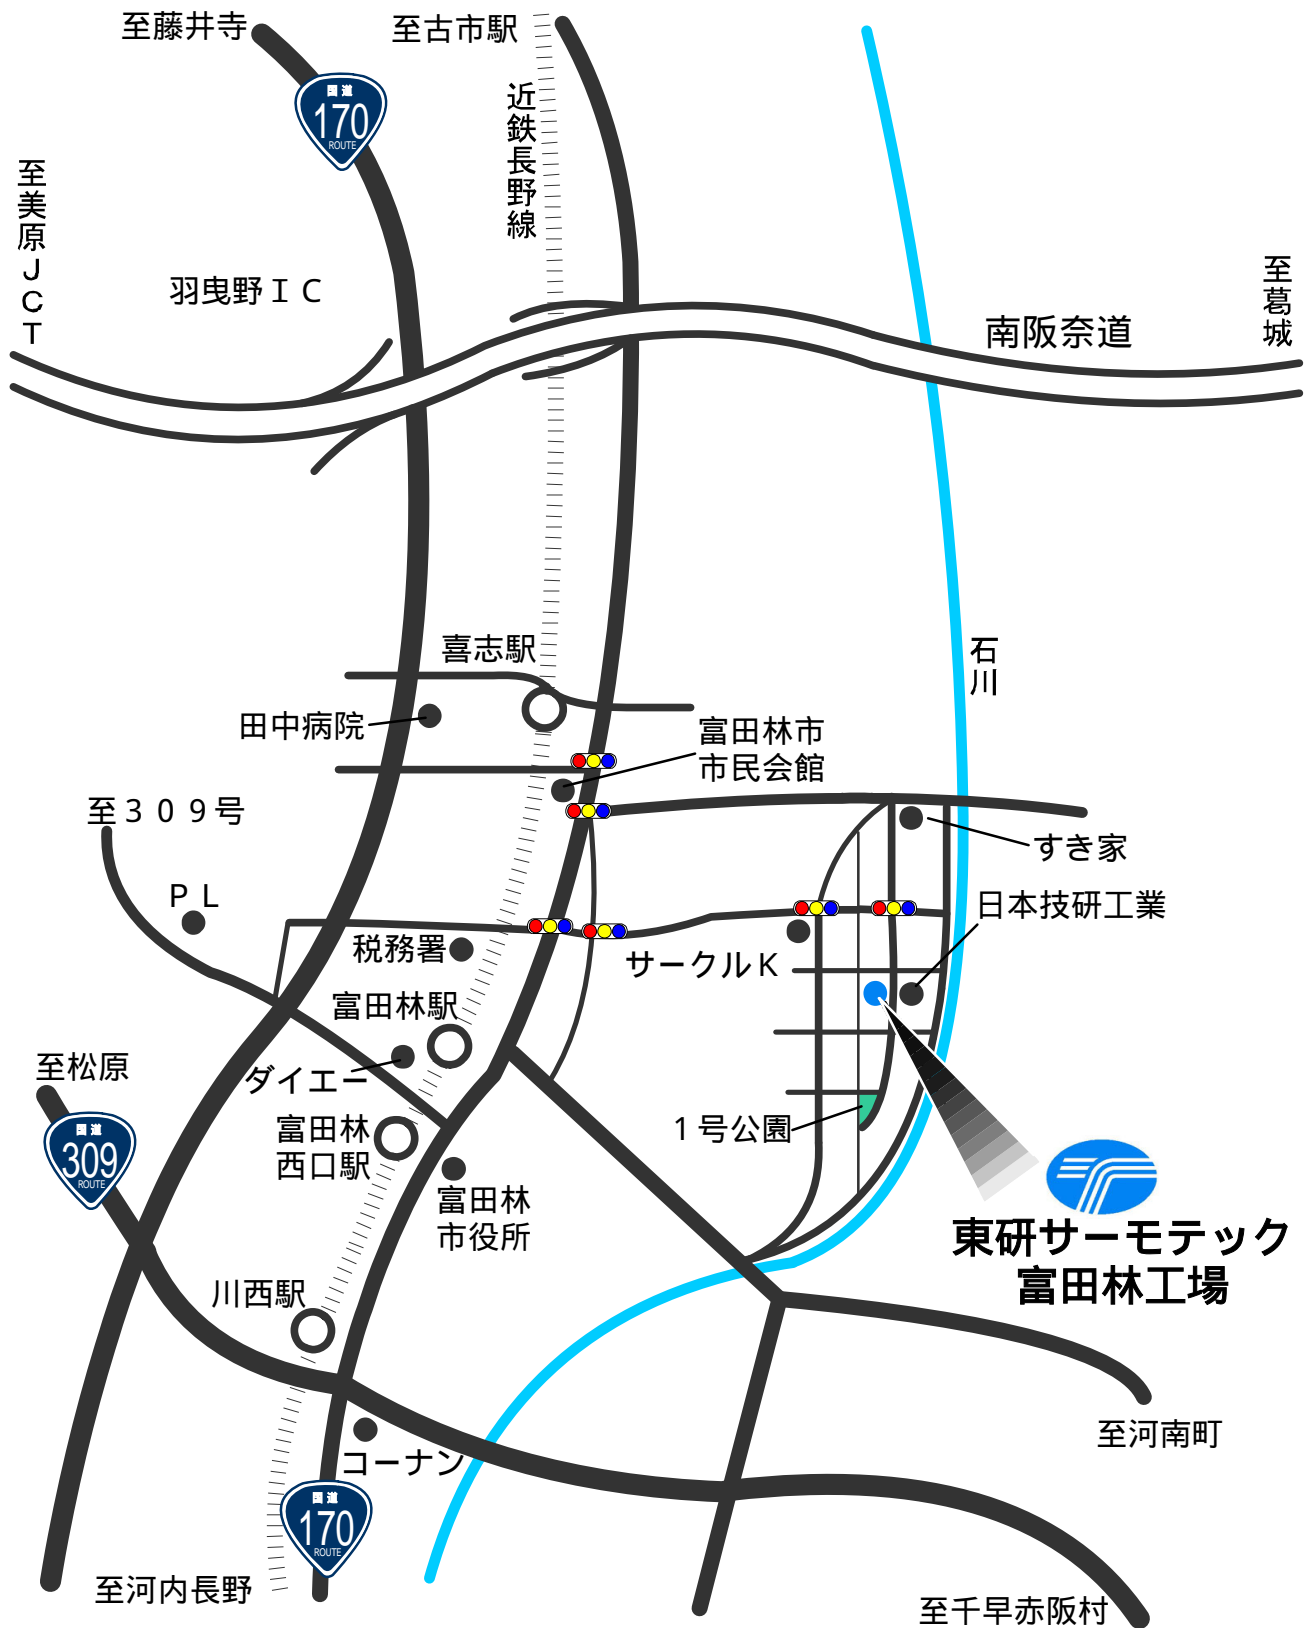 至藤井寺
至古市駅
国道
170
ROUTE
近鉄長野線
至美原ＪＣＴ
羽曳野ＩＣ
至葛城
南阪奈道
喜志駅
石川
田中病院
富田林市
市民会館
至３０９号
すき家
ＰＬ
日本技研工業
税務署
サークルＫ
富田林駅
至松原
ダイエー
国道
309
ROUTE
富田林
西口駅
１号公園
富田林
市役所
東研サーモテック
富田林工場
川西駅
至河南町
コーナン
国道
170
ROUTE
至河内長野
至千早赤阪村